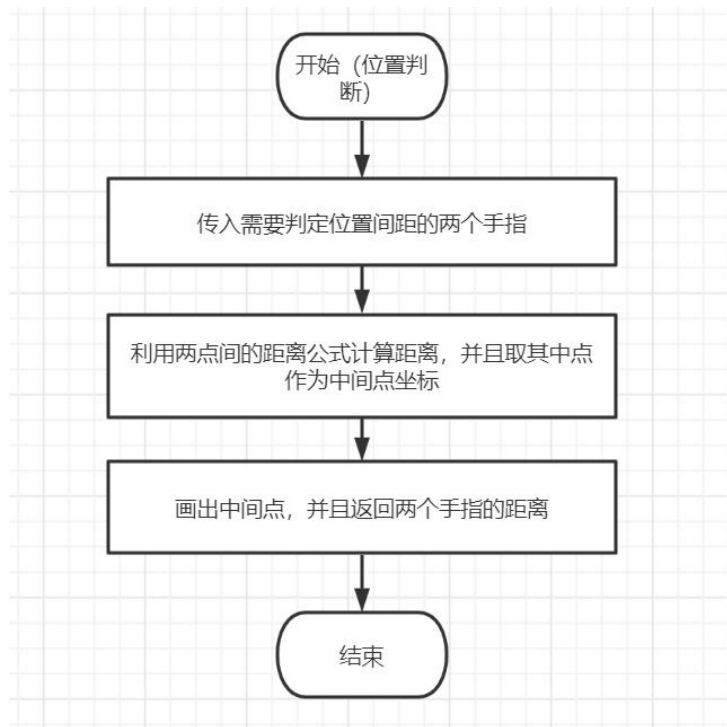 开始（位置判
断）
传入需要判定位置间距的两个手指
利用两点间的距离公式计算距离，并且取其中点
作为中间点坐标
画出中间点，并且返回两个手指的距离
结束